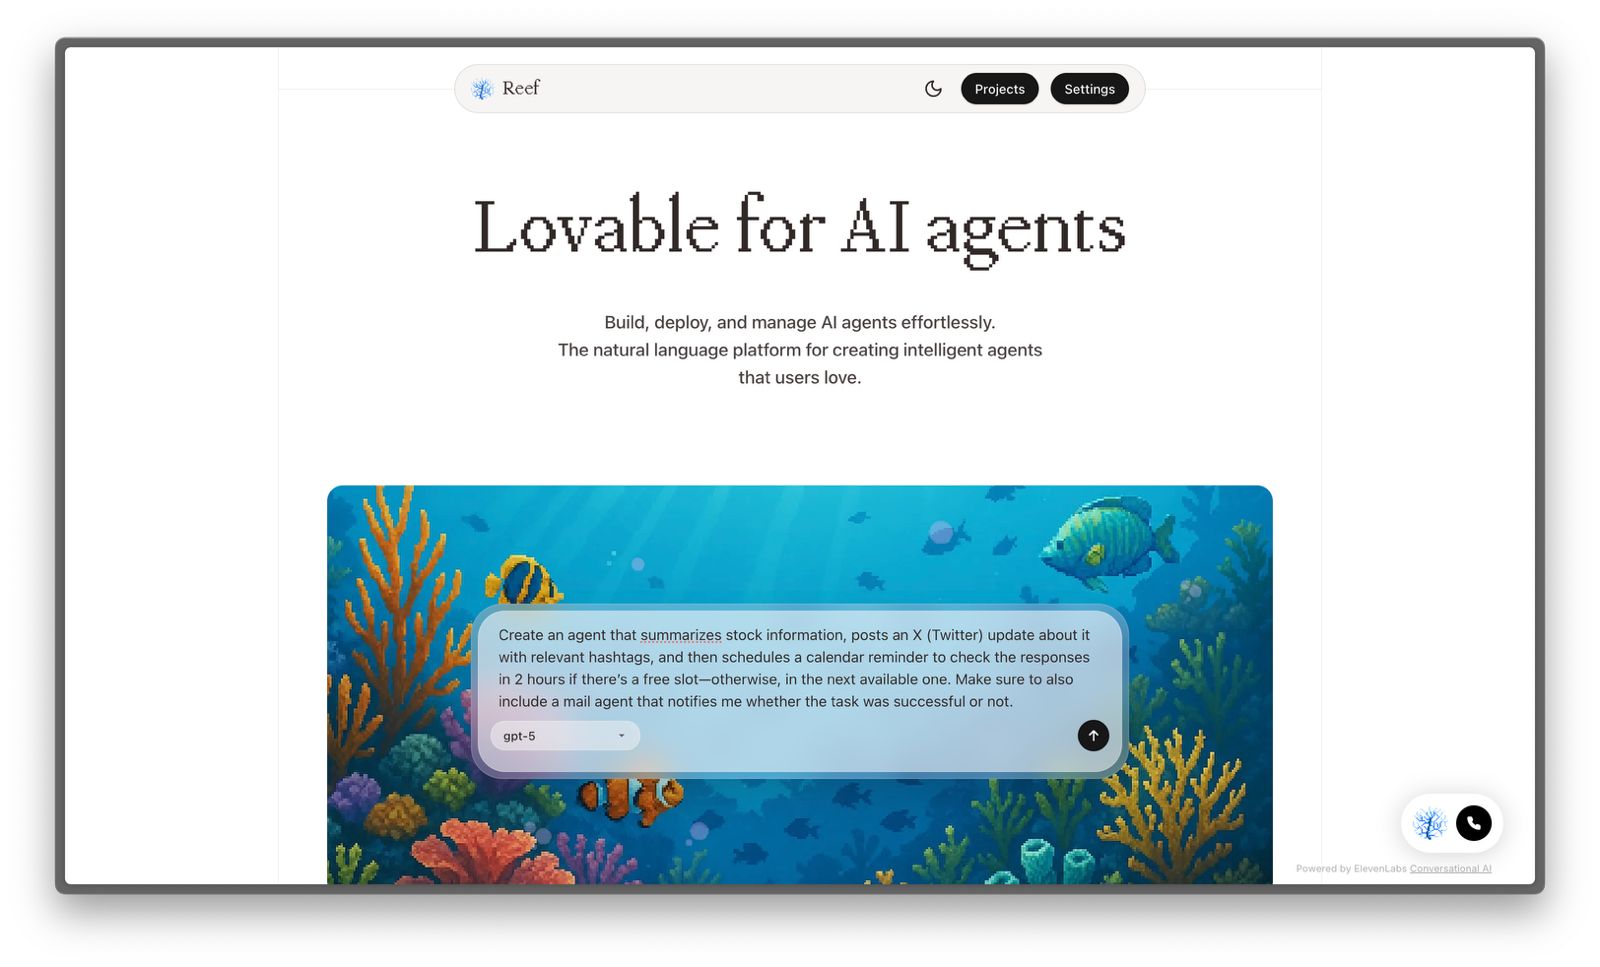 Reef
Projects
Settings
Lovable for AI agents
Build, deploy, and manage AI agents effortlessly.
The natural language platform for creating intelligent agents
that users love.
Create an agent that summarizes stock information, posts an X (Twitter) update about it
with relevant hashtags, and then schedules a calendar reminder to check the responses
in 2 hours if there's a free slot—otherwise, in the next available one. Make sure to also
include a mail agent that notifies me whether the task was successful or not.
gpt-5
Powered by ElevenLabs Conversational AI